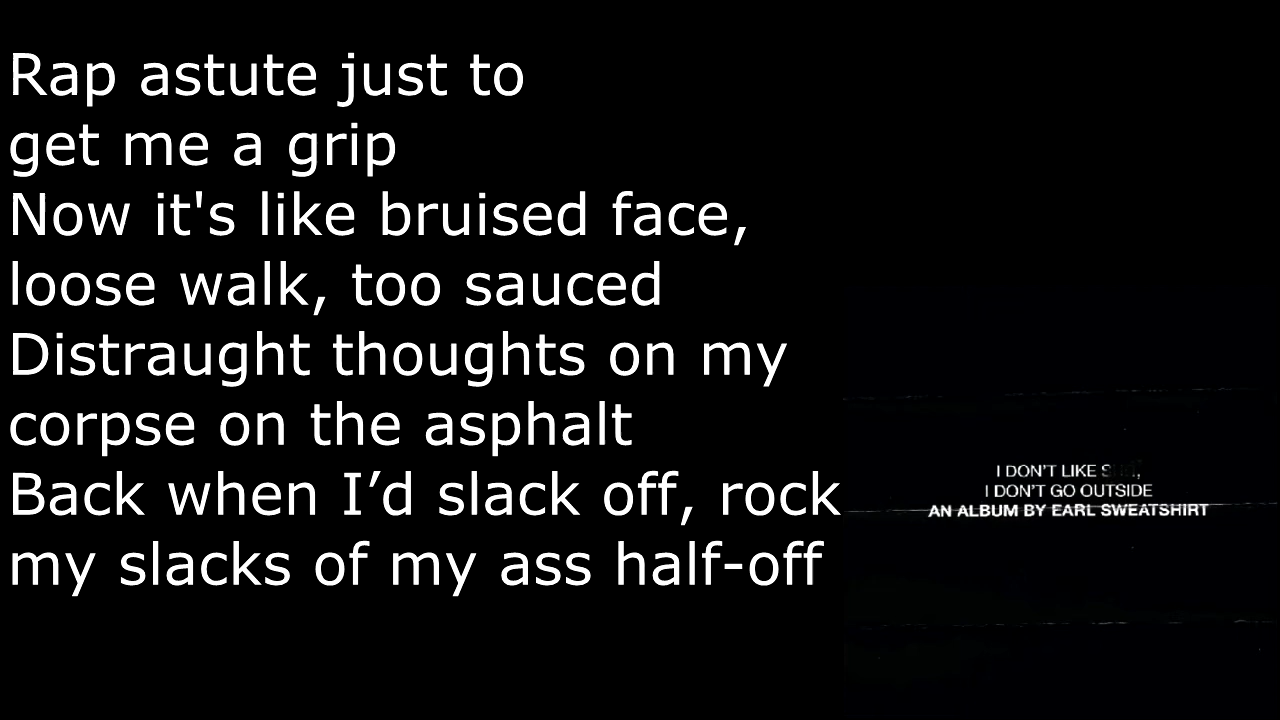 Rap astute just to
get me a grip
Now it's like bruised face,
loose walk, too sauced
Distraught thoughts on my
corpse on the asphalt
Back when I’d slack off, rock
my slacks of my ass half-off
I DON'T LIKE
I DON'T GO OUTSIDE
AN ALBUM BY EARL SWEATSHIRT